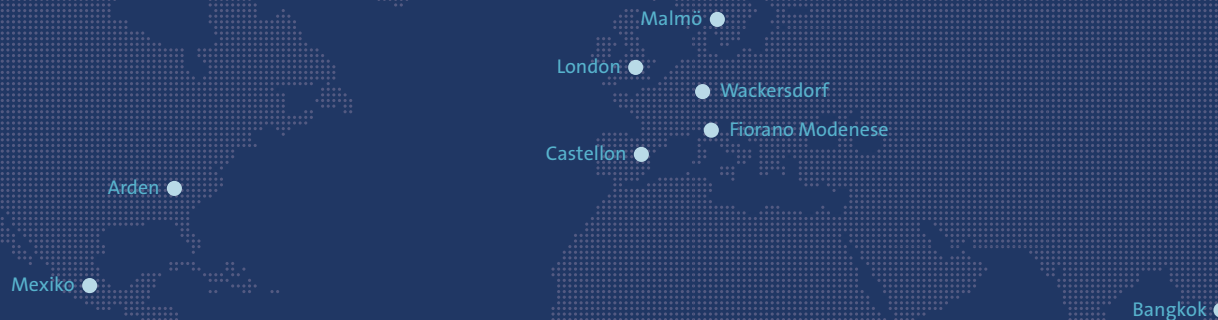 Malmö
London
Wackersdorf
Fiorano Modenese
Castellon
Arden
Mexiko
Bangkok